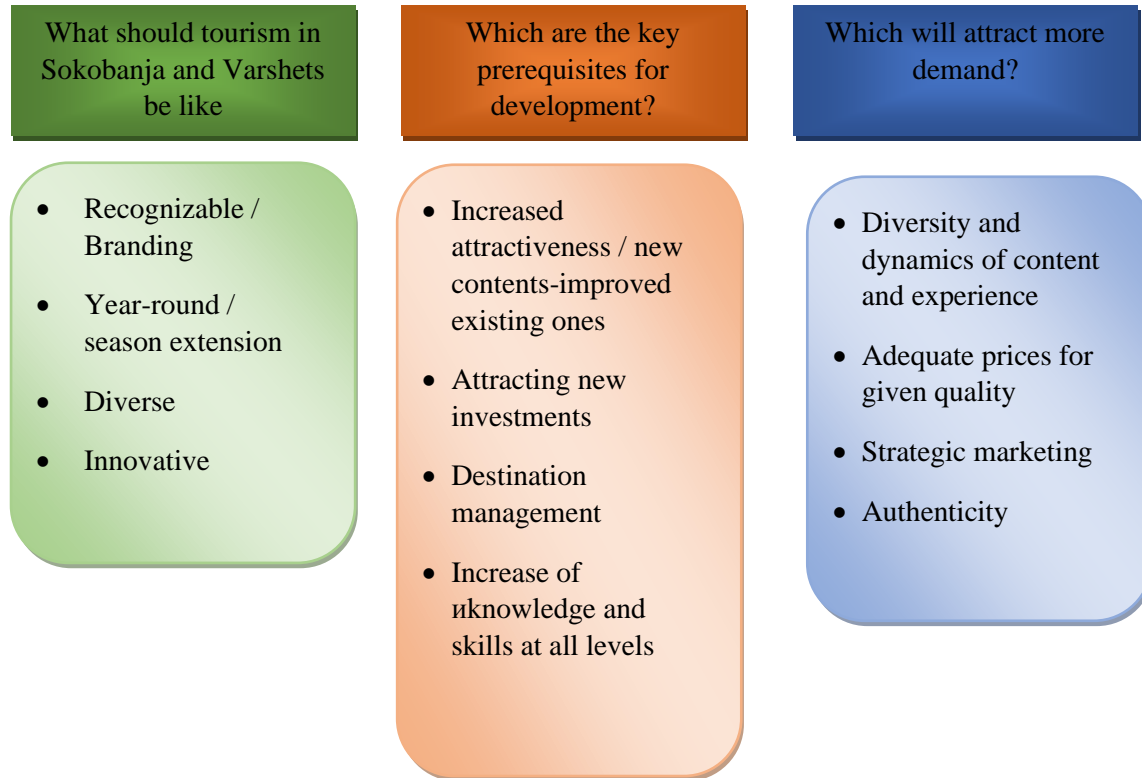 What should tourism in
Sokobanja and Varshets
be like
• Recognizable /
Branding
• Year-round /
season extension
• Diverse
• Innovative
Which are the key
prerequisites for
development?
• Increased
attractiveness / new
contents-improved
existing ones
• Attracting new
investments
• Destination
management
• Increase of
иknowledge and
skills at all levels
Which will attract more
demand?
• Diversity and
dynamics of content
and experience
• Adequate prices for
given quality
• Strategic marketing
• Authenticity